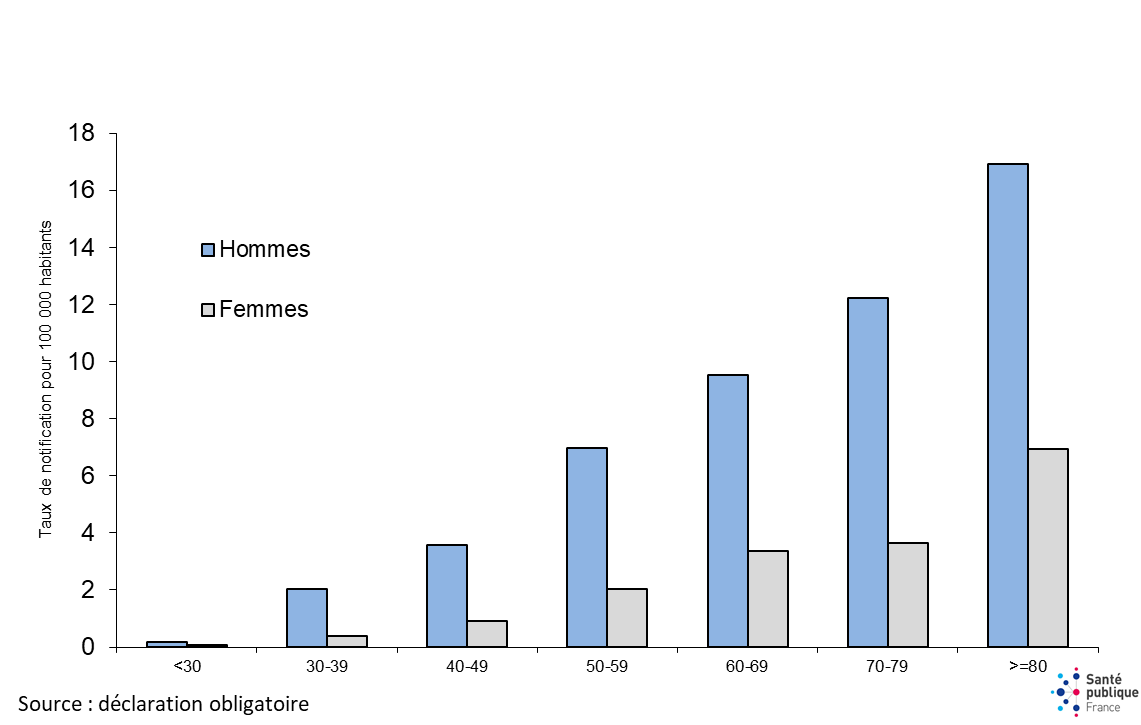 18
16
14
12
10
8
6
4
2
0
Taux de notification pour 100 000 habitants
Hommes
Femmes
<30
30-39
40-49
50-59
60-69
70-79
>=80
Source : déclaration obligatoire
Santé
publique
France